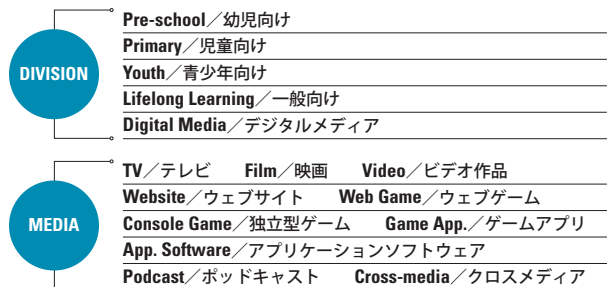 DIVISION
Pre-school／幼児向け
Primary／児童向け
Youth／青少年向け
Lifelong Learning／一般向け
Digital Media／デジタルメディア
MEDIA
TV／テレビ　Film／映画　Video／ビデオ作品
Website／ウェブサイト　Web Game／ウェブゲーム
Console Game／独立型ゲーム　Game App.／ゲームアプリ
App. Software／アプリケーションソフトウェア
Podcast／ポッドキャスト　Cross-media／クロスメディア